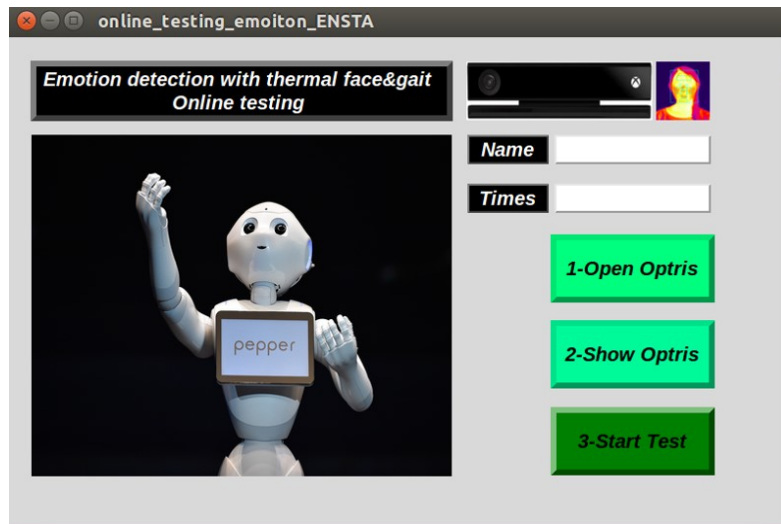 online_testing_emoiton_ENSTA
Emotion detection with thermal face&gait
Online testing
Name
Times
pepper
1-Open Optris
2-Show Optris
3-Start Test